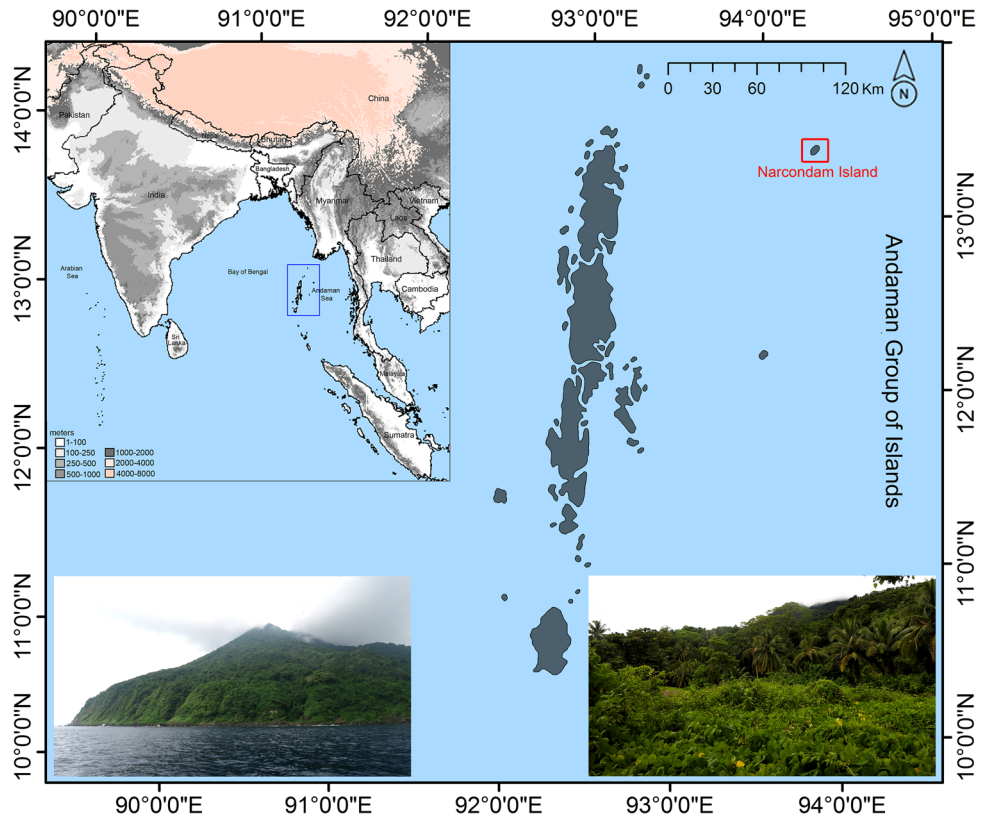 90°0'0"E 91°0'0"E 92°0'0"E 93°0'0"E 94°0'0"E 95°0'0"E
14°0'0"N
13°0'0"N
12°0'0"N
11°0'0"N
10°0'0"N
China
Pakistan
Nepal
Bhutan
Bangladesh
India
Myanmar
Vietnam
Laos
Thailand
Cambodia
Arabian
Sea
Bay of Bengal
Andaman
Sea
Sri
Lanka
Malaysia
Sumatra
meters
1-100
100-250
250-500
500-1000
1000-2000
2000-4000
4000-8000
0 30 60 120 Km
N
Narcondam Island
Andaman Group of Islands
13°0'0"N
12°0'0"N
11°0'0"N
10°0'0"N
90°0'0"E 91°0'0"E 92°0'0"E 93°0'0"E 94°0'0"E